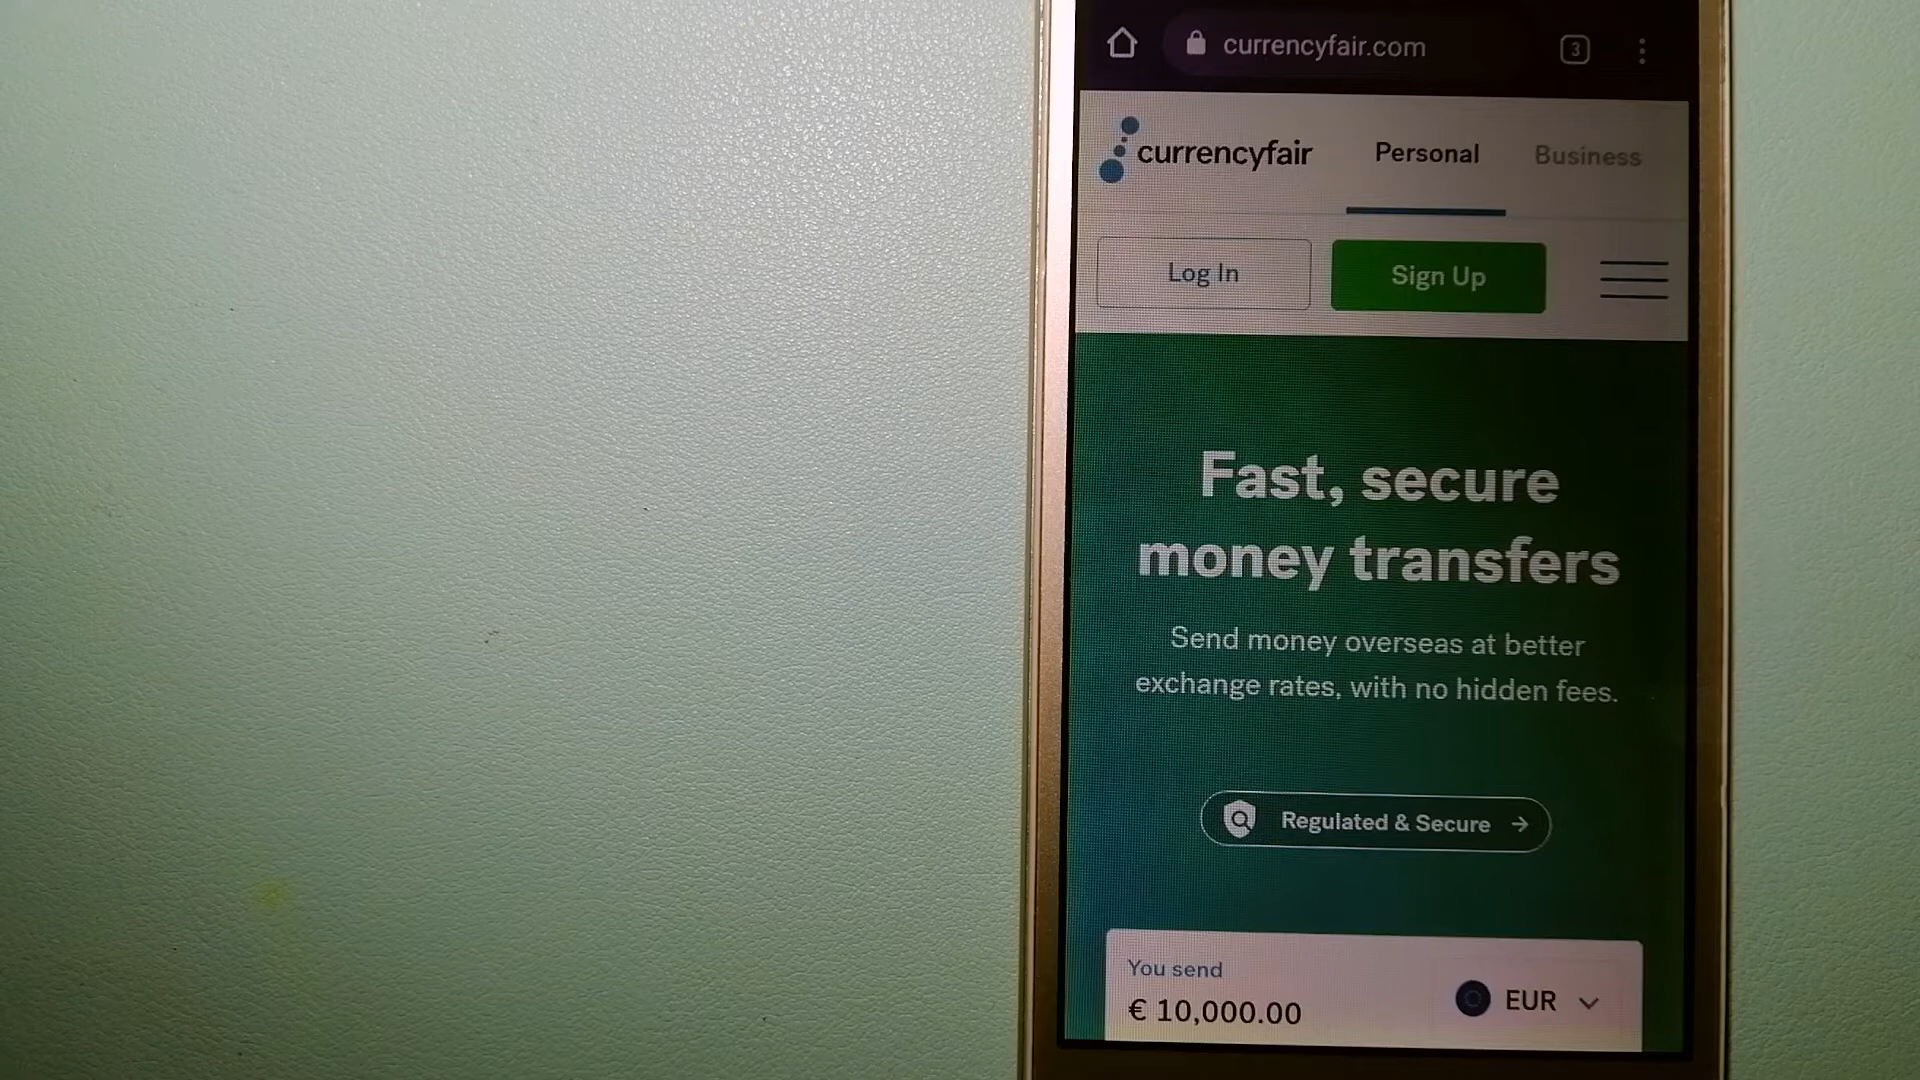 currencyfair.com
3
currencyfair
Personal
Business
Log In
Sign Up
Fast, secure
money transfers
Send money overseas at better
exchange rates, with no hidden fees.
Regulated & Secure →
You send
€ 10,000.00
EUR